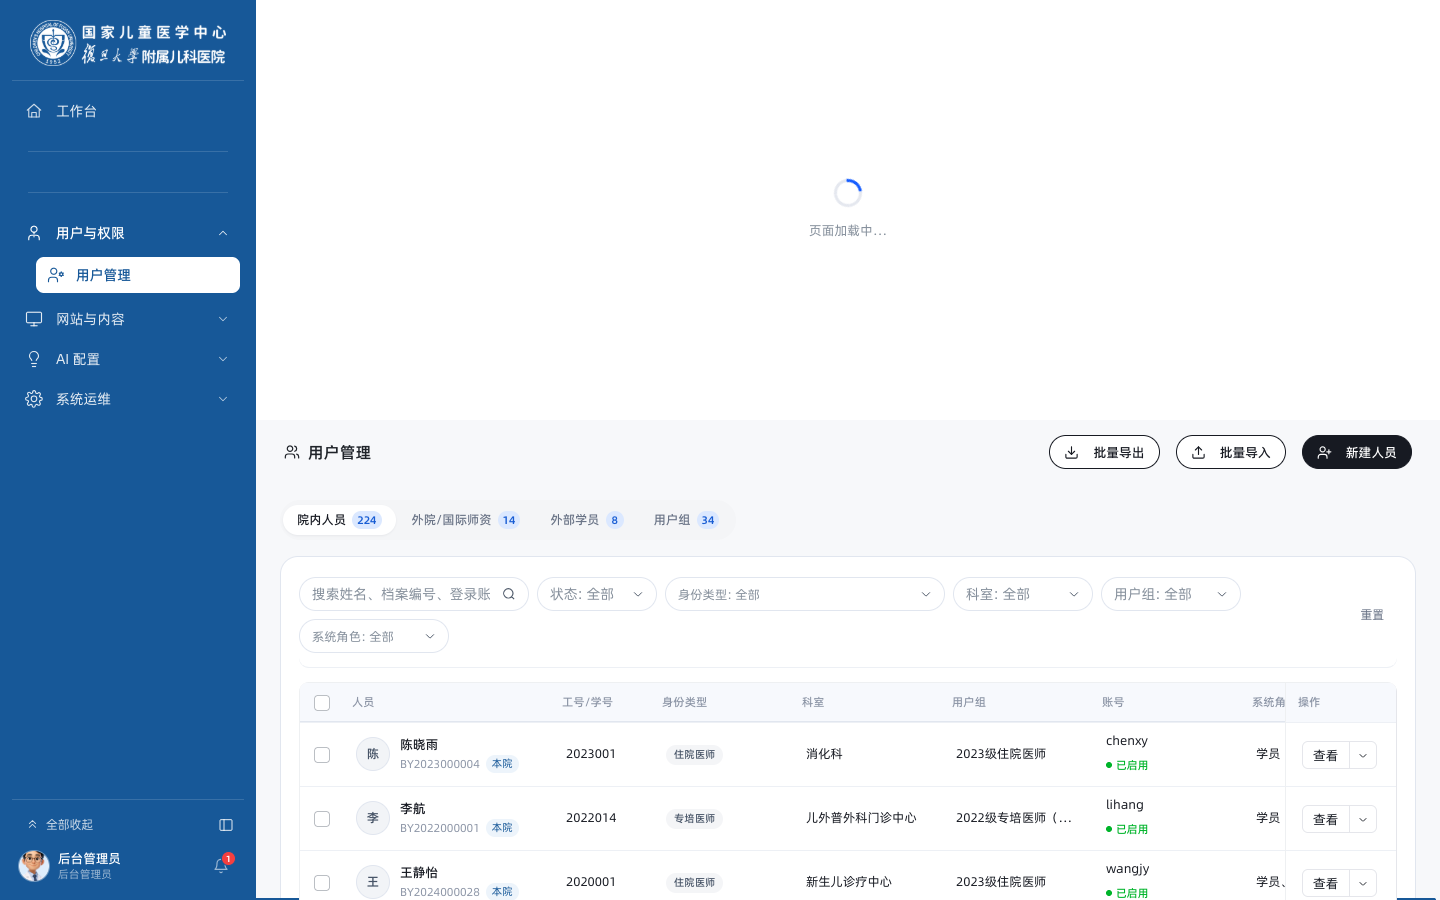 国家儿童医学中心
復旦大学附属儿科医院
1952
工作台
用户与权限
用户管理
网站与内容
AI 配置
系统运维
全部收起
后台管理员
后台管理员
1
页面加载中...
用户管理
批量导出
批量导入
新建人员
院内人员 224
外院/国际师资 14
外部学员 8
用户组 34
搜索姓名、档案编号、登录账
状态: 全部
身份类型: 全部
科室: 全部
用户组: 全部
系统角色: 全部
重置
人员 工号/学号 身份类型 科室 用户组 账号 系统角 操作
陈 陈晓雨 2023001 住院医师 消化科 2023级住院医师 chenxy 学员 查看
BY2023000004 本院 已启用
李 李航 2022014 专培医师 儿外普外科门诊中心 2022级专培医师（... lihang 学员 查看
BY2022000001 本院 已启用
王 王静怡 2020001 住院医师 新生儿诊疗中心 2023级住院医师 wangjy 学员、 查看
BY2024000028 本院 已启用